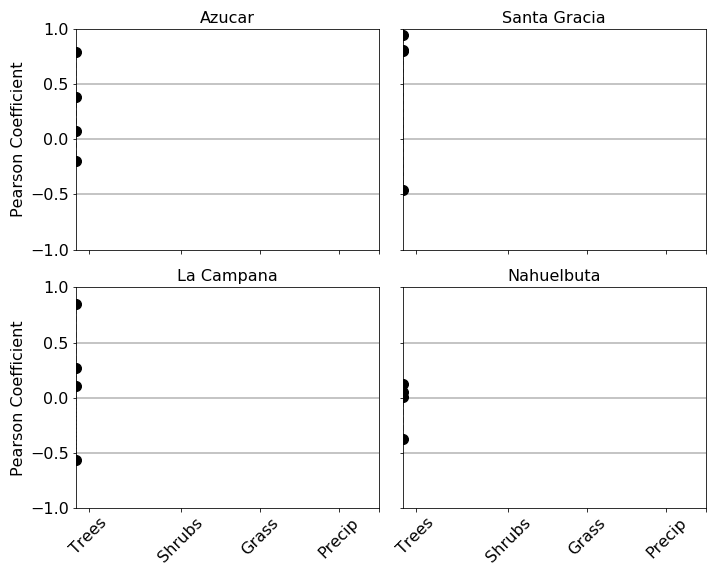 Azucar
Santa Gracia
Pearson Coefficient
1.0
0.5
0.0
−0.5
−1.0
La Campana
Nahuelbuta
Pearson Coefficient
1.0
0.5
0.0
−0.5
−1.0
Trees
Shrubs
Grass
Precip
Trees
Shrubs
Grass
Precip